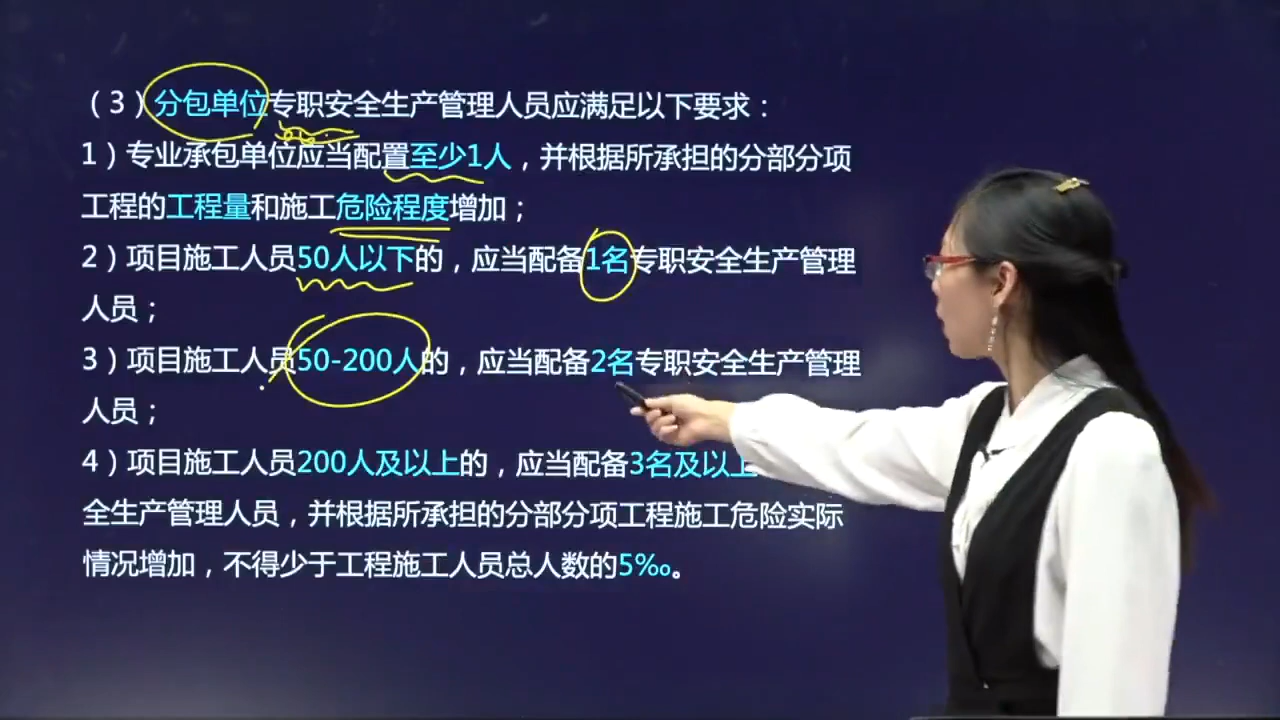 （3）分包单位专职安全生产管理人员应满足以下要求：
1）专业承包单位应当配置至少1人，并根据所承担的分部分项
工程的工程量和施工危险程度增加；
2）项目施工人员50人以下的，应当配备1名专职安全生产管理
人员；
3）项目施工人员50-200人的，应当配备2名专职安全生产管理
人员；
4）项目施工人员200人及以上的，应当配备3名及以上
全生产管理人员，并根据所承担的分部分项工程施工危险实际
情况增加，不得少于工程施工人员总人数的5‰。